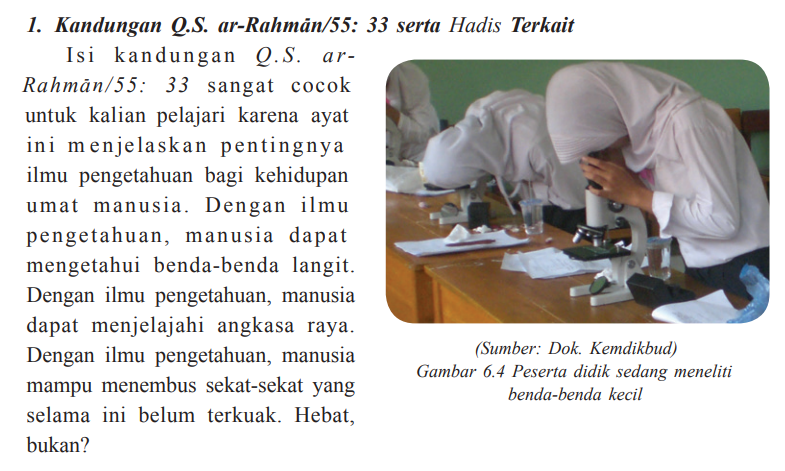 1. Kandungan Q.S. ar-Rahmān/55: 33 serta Hadis Terkait
Isi kandungan Q.S. ar-
Rahmān/55: 33 sangat cocok
untuk kalian pelajari karena ayat
ini menjelaskan pentingnya
ilmu pengetahuan bagi kehidupan
umat manusia. Dengan ilmu
pengetahuan, manusia dapat
mengetahui benda-benda langit.
Dengan ilmu pengetahuan, manusia
dapat menjelajahi angkasa raya.
Dengan ilmu pengetahuan, manusia
mampu menembus sekat-sekat yang
selama ini belum terkuak. Hebat,
bukan?
(Sumber: Dok. Kemdikbud)
Gambar 6.4 Peserta didik sedang meneliti
benda-benda kecil